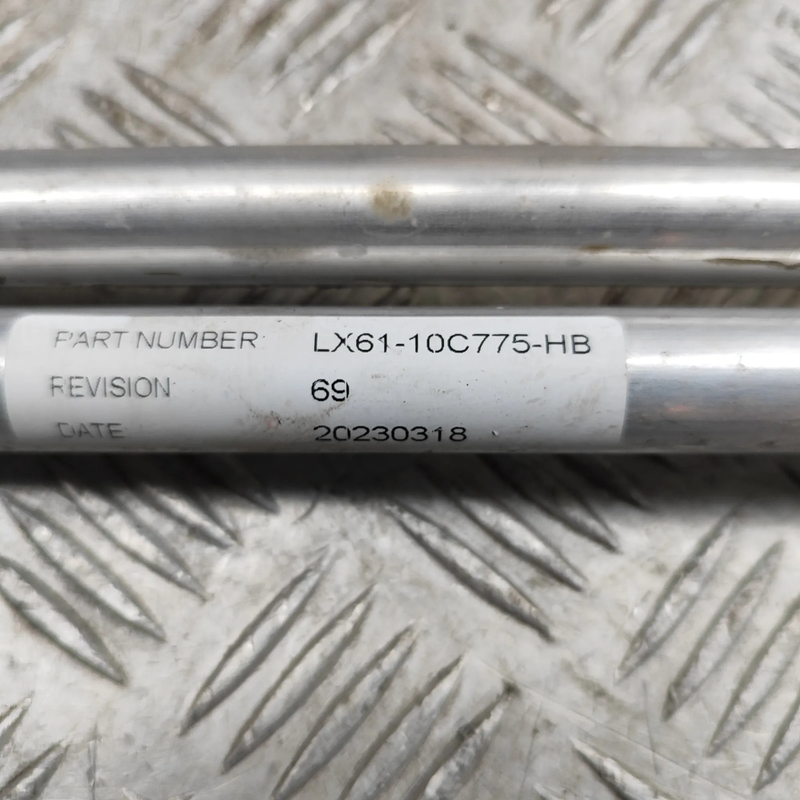 PART NUMBER: LX61-10C775-HB
REVISION 69
DATE 20230318